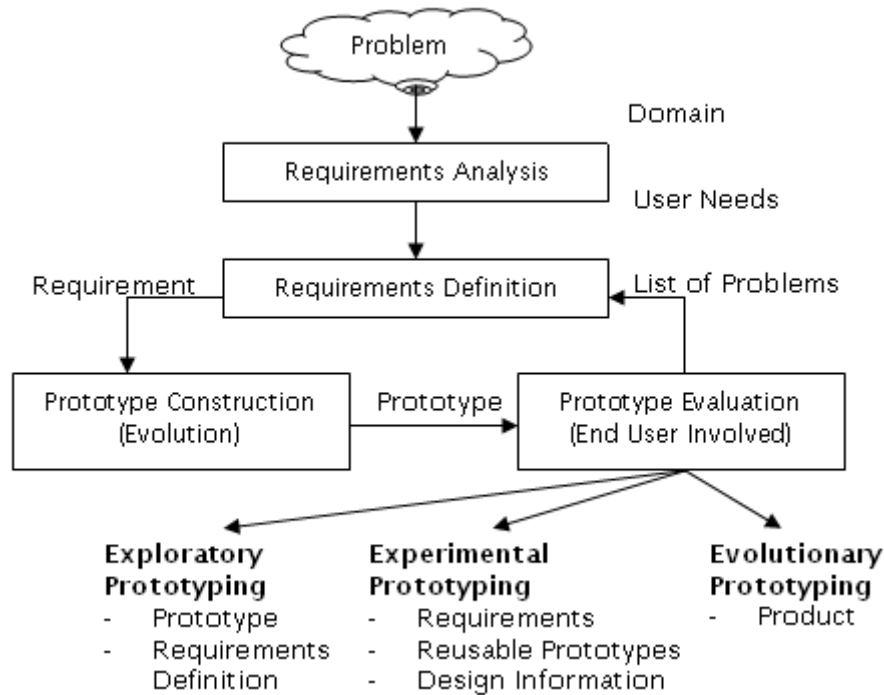 Problem
Domain
Requirements Analysis
User Needs
Requirement
Requirements Definition
List of Problems
Prototype Construction
(Evolution)
Prototype
Prototype Evaluation
(End User Involved)
Exploratory
Prototyping
- Prototype
- Requirements
Definition
Experimental
Prototyping
- Requirements
- Reusable Prototypes
- Design Information
Evolutionary
Prototyping
- Product